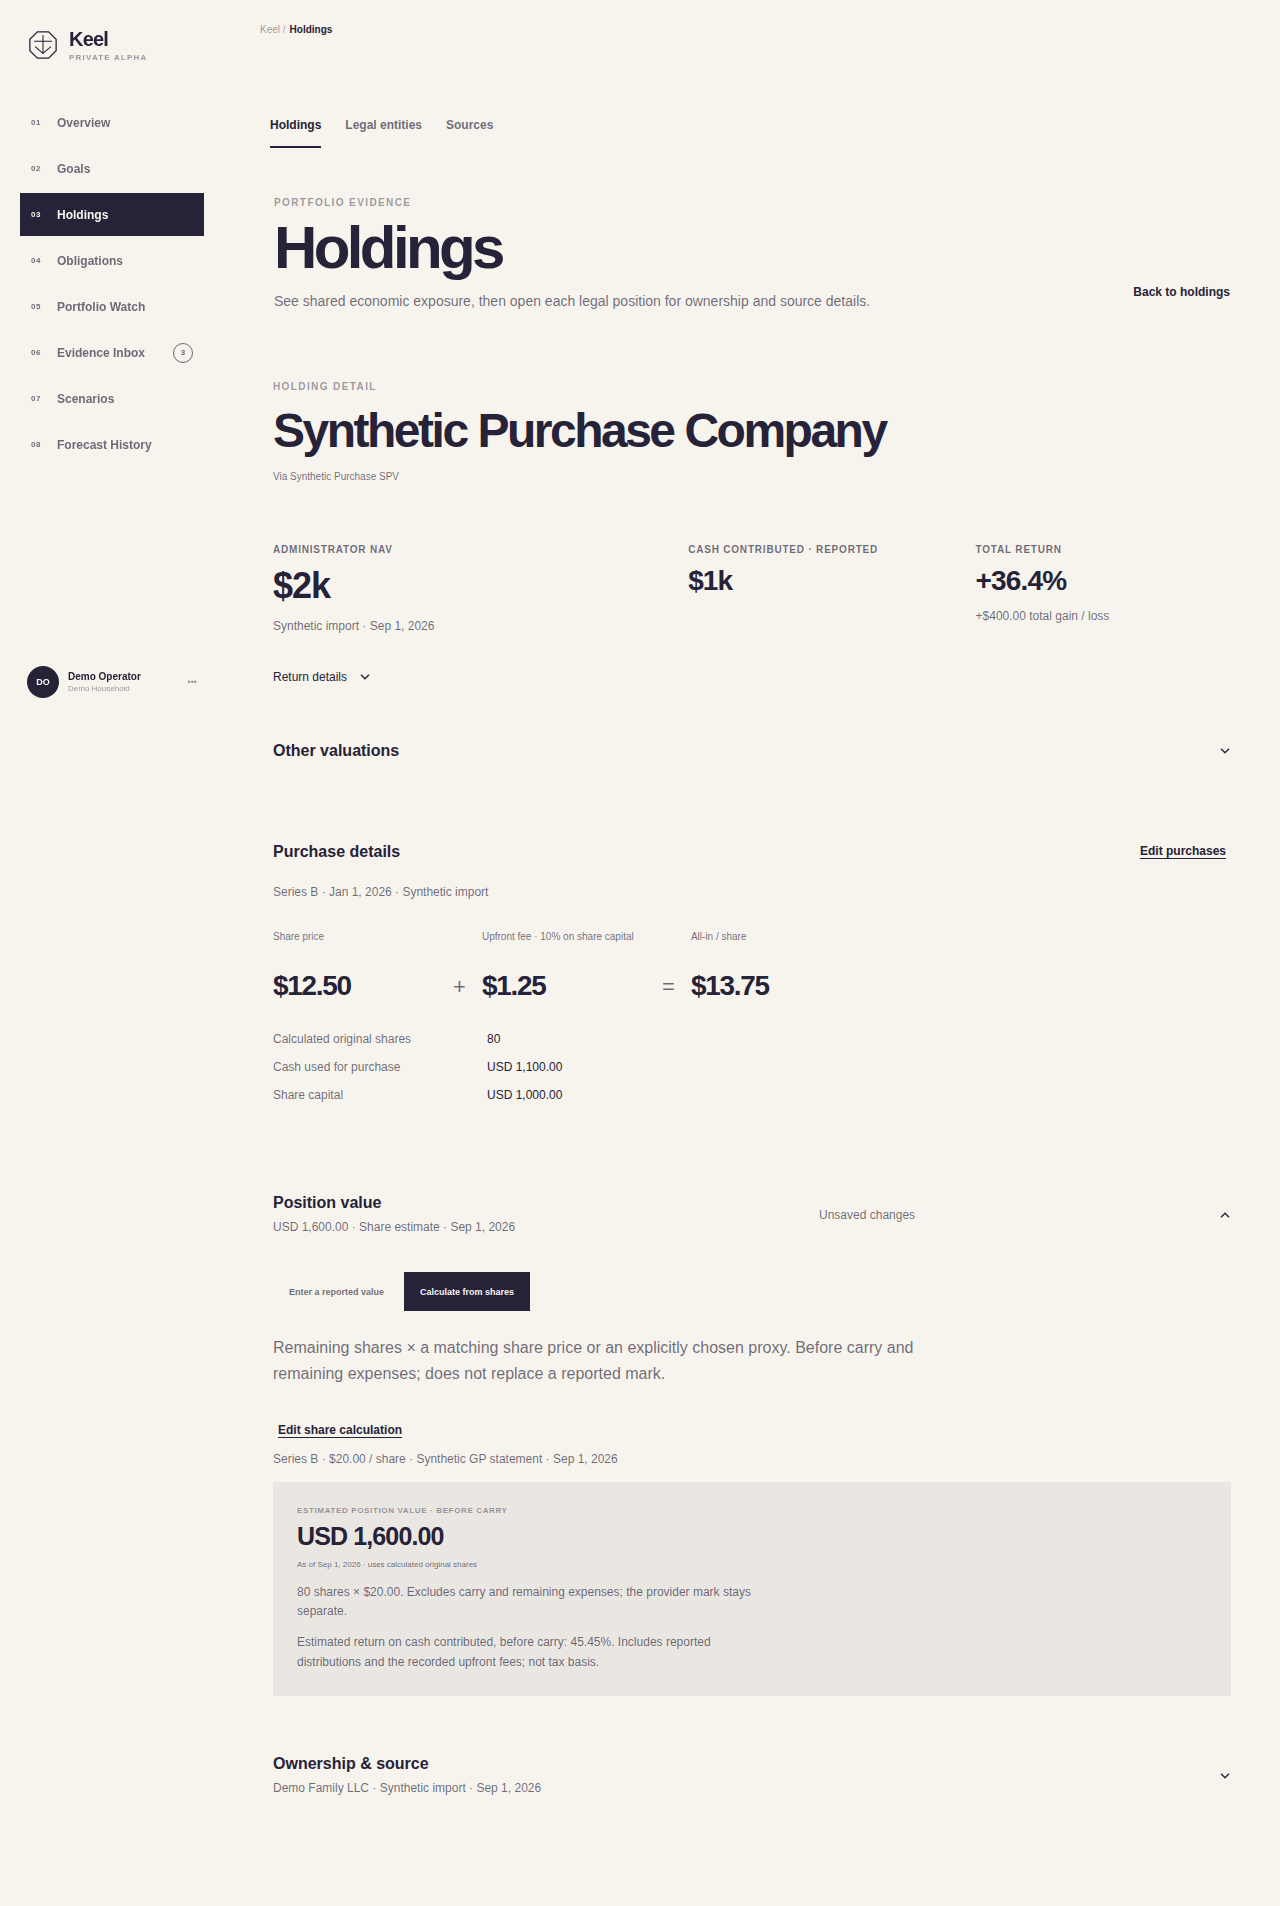 Keel
PRIVATE ALPHA
01 Overview
02 Goals
03 Holdings
04 Obligations
05 Portfolio Watch
06 Evidence Inbox 3
07 Scenarios
08 Forecast History
DO
Demo Operator
Demo Household
Keel / Holdings
Holdings Legal entities Sources
PORTFOLIO EVIDENCE
Holdings
See shared economic exposure, then open each legal position for ownership and source details.
Back to holdings
HOLDING DETAIL
Synthetic Purchase Company
Via Synthetic Purchase SPV
ADMINISTRATOR NAV
$2k
Synthetic import · Sep 1, 2026
CASH CONTRIBUTED · REPORTED
$1k
TOTAL RETURN
+36.4%
+$400.00 total gain / loss
Return details
Other valuations
Purchase details
Edit purchases
Series B · Jan 1, 2026 · Synthetic import
Share price Upfront fee · 10% on share capital All-in / share
$12.50 + $1.25 = $13.75
Calculated original shares 80
Cash used for purchase USD 1,100.00
Share capital USD 1,000.00
Position value
USD 1,600.00 · Share estimate · Sep 1, 2026
Unsaved changes
Enter a reported value Calculate from shares
Remaining shares × a matching share price or an explicitly chosen proxy. Before carry and
remaining expenses; does not replace a reported mark.
Edit share calculation
Series B · $20.00 / share · Synthetic GP statement · Sep 1, 2026
ESTIMATED POSITION VALUE · BEFORE CARRY
USD 1,600.00
As of Sep 1, 2026 · uses calculated original shares
80 shares × $20.00. Excludes carry and remaining expenses; the provider mark stays
separate.
Estimated return on cash contributed, before carry: 45.45%. Includes reported
distributions and the recorded upfront fees; not tax basis.
Ownership & source
Demo Family LLC · Synthetic import · Sep 1, 2026